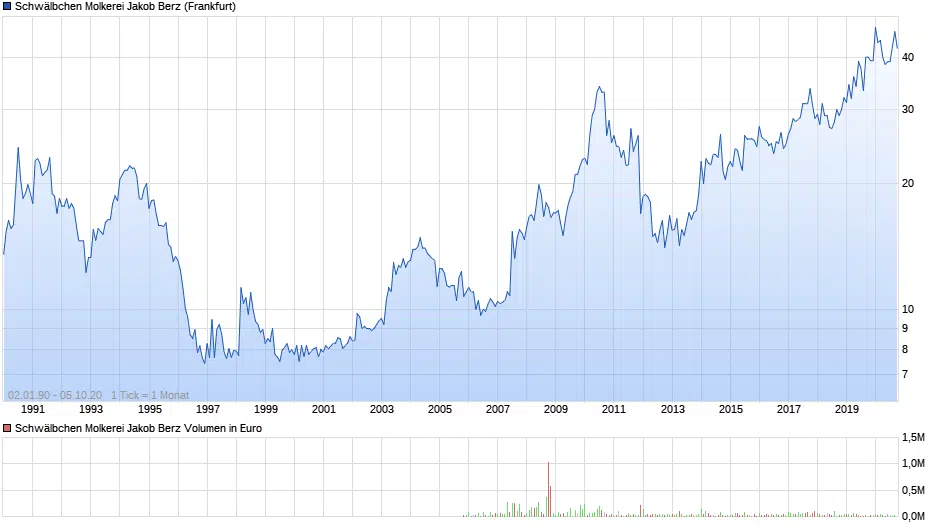 Schwälbchen Molkerei Jakob Berz (Frankfurt)
40
30
20
10
9
8
7
02.01.90 - 05.10.20 1 Tick = 1 Monat
1991 1993 1995 1997 1999 2001 2003 2005 2007 2009 2011 2013 2015 2017 2019
Schwälbchen Molkerei Jakob Berz Volumen in Euro
1,5M
1,0M
0,5M
0,0M